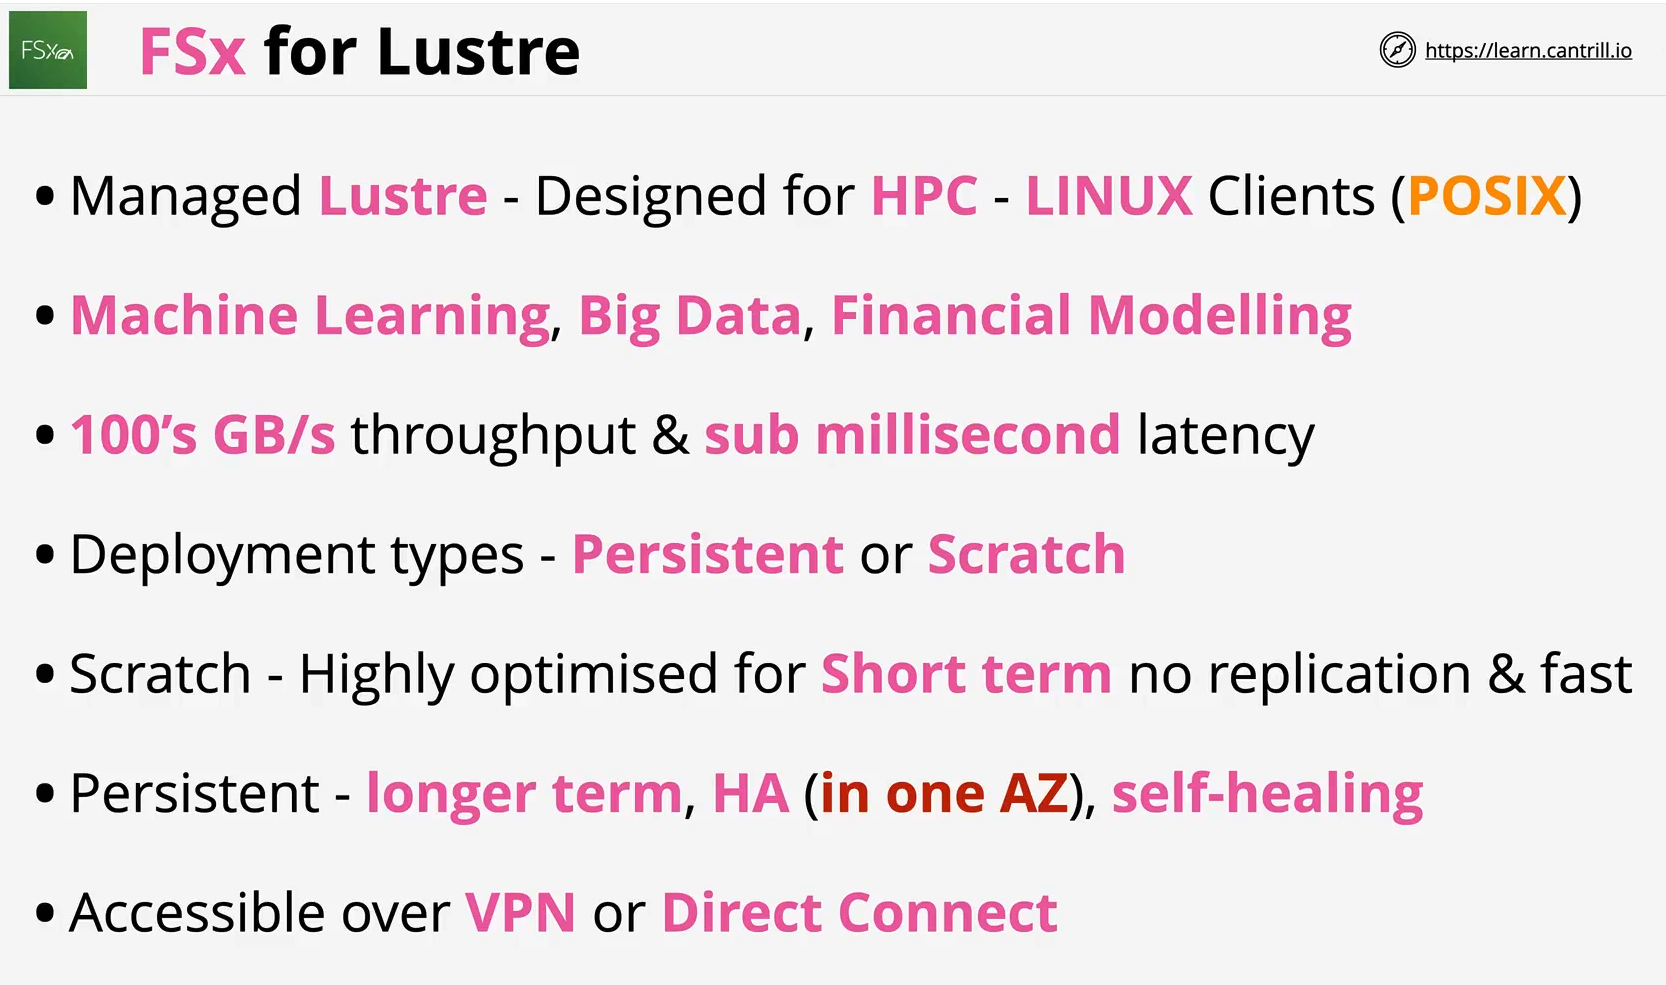 FSx
FSx for Lustre
https://learn.cantrill.io
• Managed Lustre - Designed for HPC - LINUX Clients (POSIX)
• Machine Learning, Big Data, Financial Modelling
• 100’s GB/s throughput & sub millisecond latency
• Deployment types - Persistent or Scratch
• Scratch - Highly optimised for Short term no replication & fast
• Persistent - longer term, HA (in one AZ), self-healing
• Accessible over VPN or Direct Connect